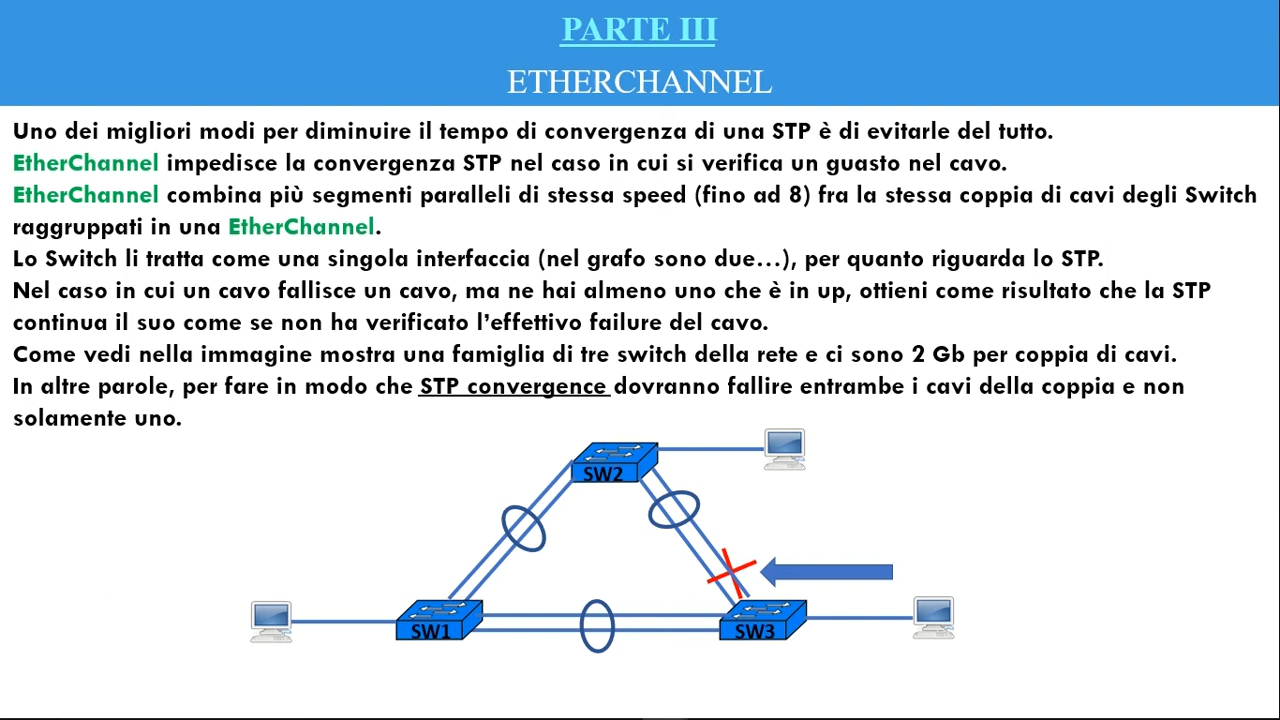 PARTE III
ETHERCHANNEL
Uno dei migliori modi per diminuire il tempo di convergenza di una STP è di evitarle del tutto.
EtherChannel impedisce la convergenza STP nel caso in cui si verifica un guasto nel cavo.
EtherChannel combina più segmenti paralleli di stessa speed (fino ad 8) fra la stessa coppia di cavi degli Switch
raggruppati in una EtherChannel.
Lo Switch li tratta come una singola interfaccia (nel grafo sono due...), per quanto riguarda lo STP.
Nel caso in cui un cavo fallisce un cavo, ma ne hai almeno uno che è in up, ottieni come risultato che la STP
continua il suo come se non ha verificato l'effettivo failure del cavo.
Come vedi nella immagine mostra una famiglia di tre switch della rete e ci sono 2 Gb per coppia di cavi.
In altre parole, per fare in modo che STP convergence dovranno fallire entrambe i cavi della coppia e non
solamente uno.
SW2
SW1
SW3